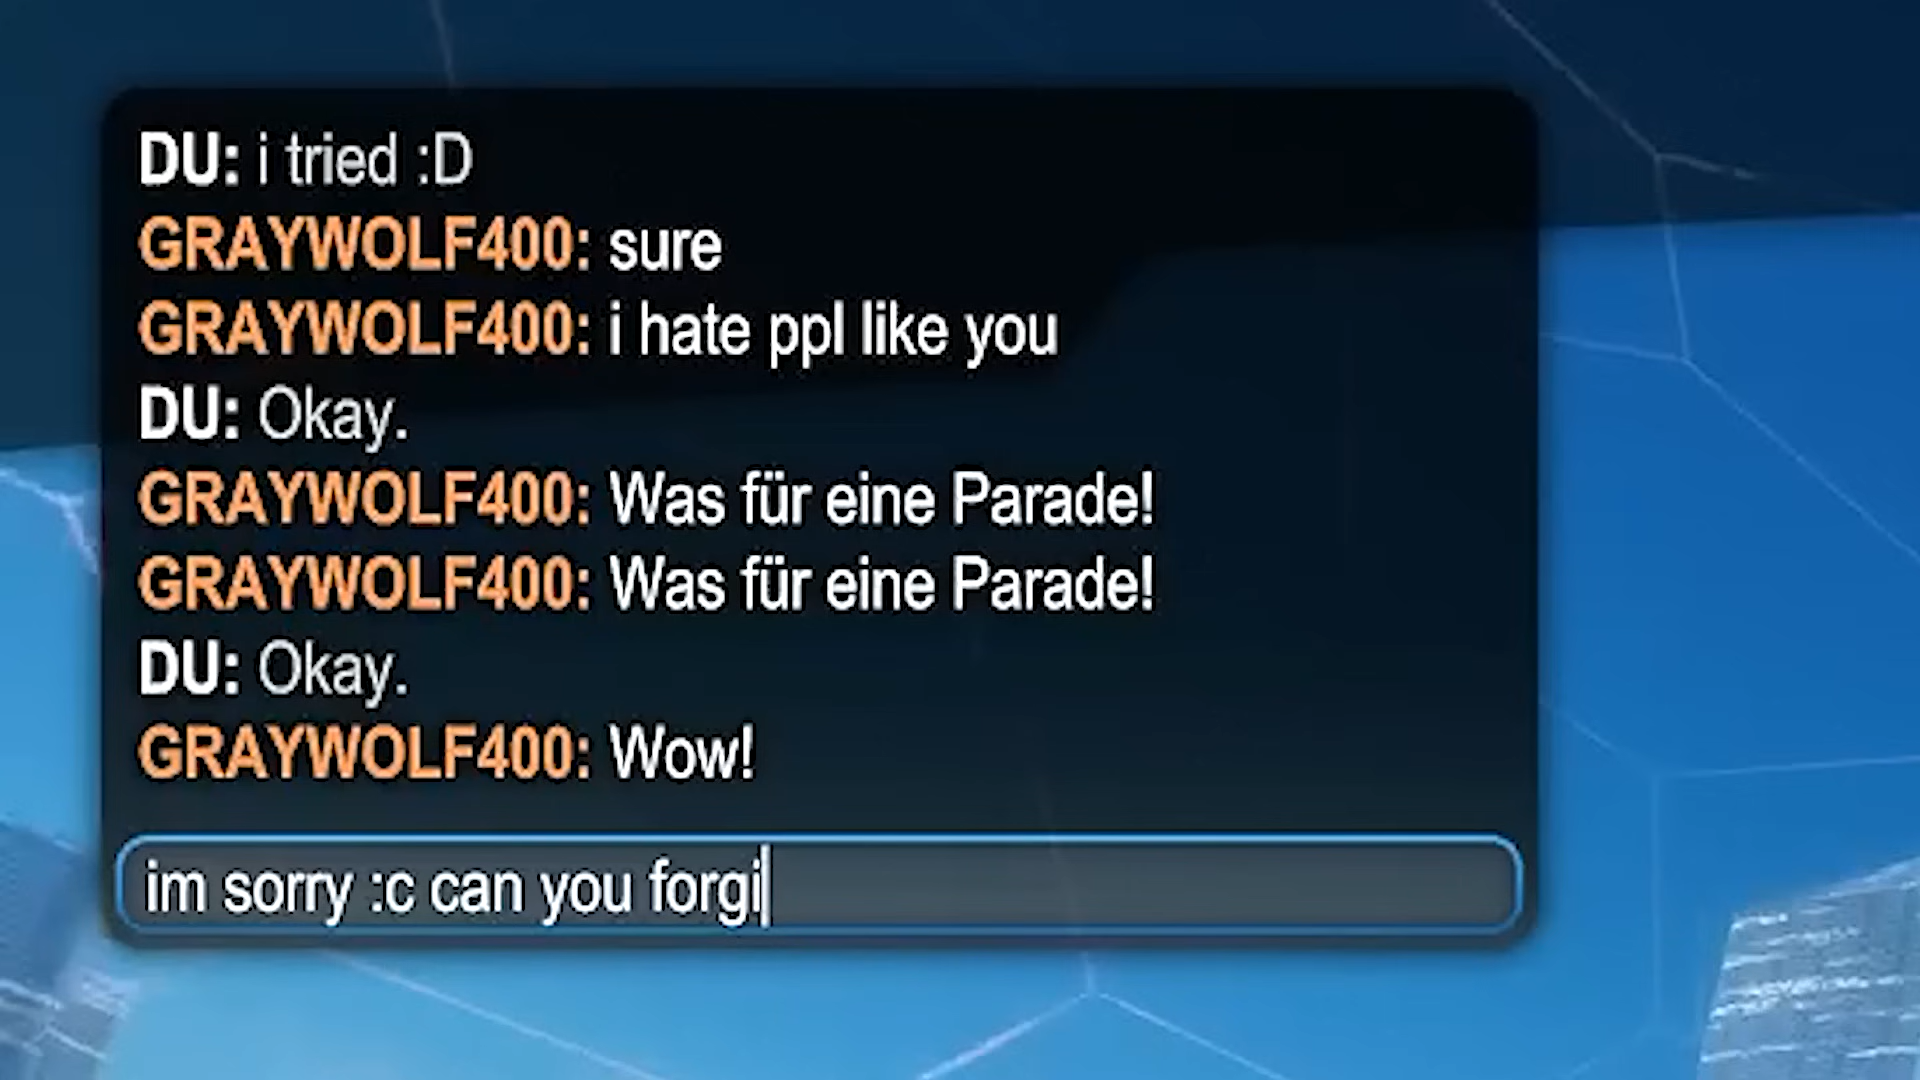 DU: i tried :D
GRAYWOLF400: sure
GRAYWOLF400: i hate ppl like you
DU: Okay.
GRAYWOLF400: Was für eine Parade!
GRAYWOLF400: Was für eine Parade!
DU: Okay.
GRAYWOLF400: Wow!
im sorry :c can you forgi